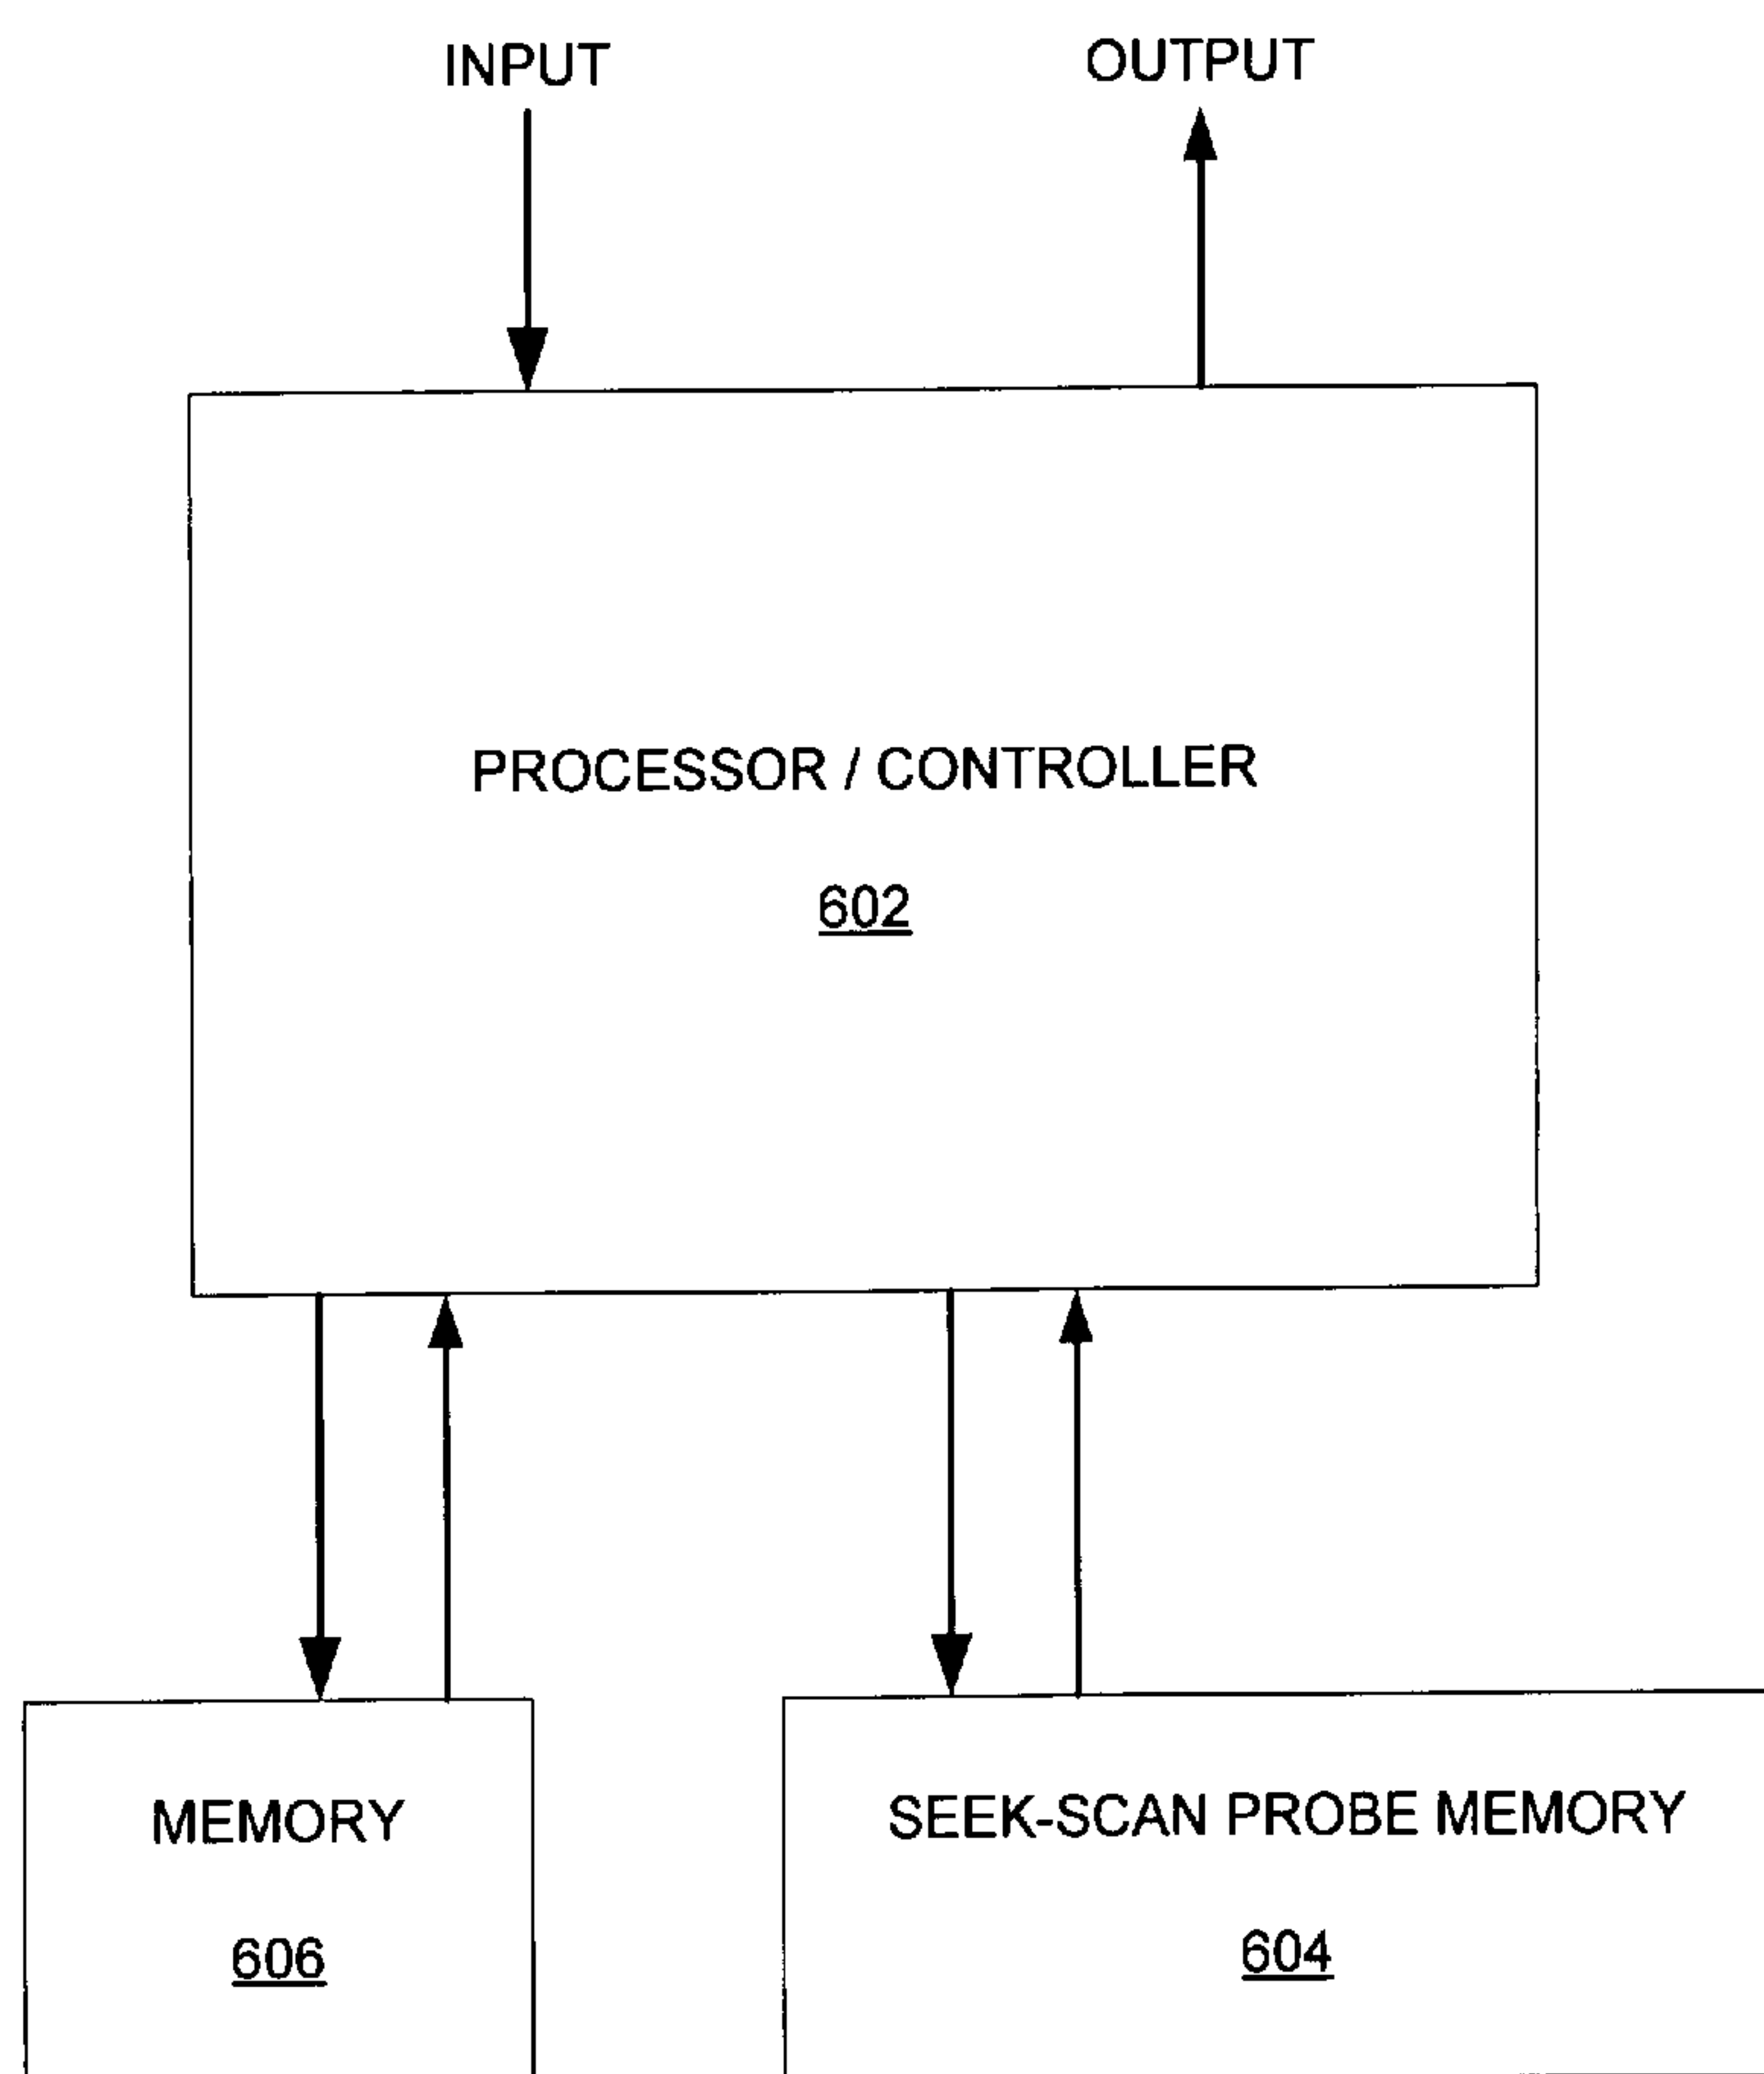 INPUT
OUTPUT
PROCESSOR / CONTROLLER
602
MEMORY
606
SEEK-SCAN PROBE MEMORY
604